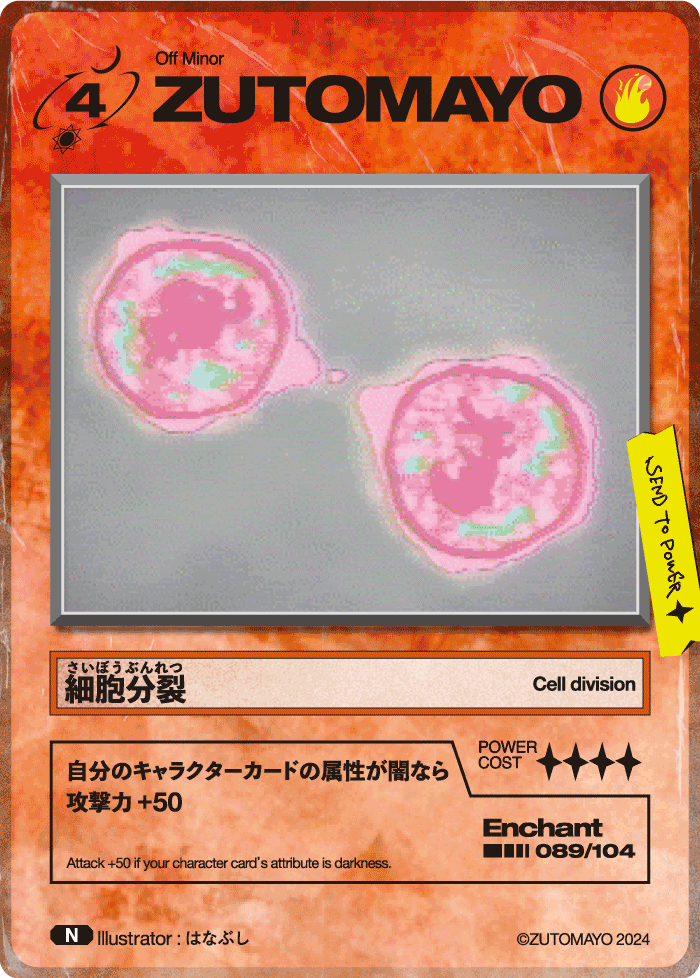 Off Minor
4
ZUTOMAYO
SEND TO POWER
さいぼうぶんれつ
細胞分裂
Cell division
自分のキャラクターカードの属性が闇なら
攻撃力 +50
Attack +50 if your character card's attribute is darkness.
POWER
COST
Enchant
089/104
N Illustrator : はなぶし
©ZUTOMAYO 2024